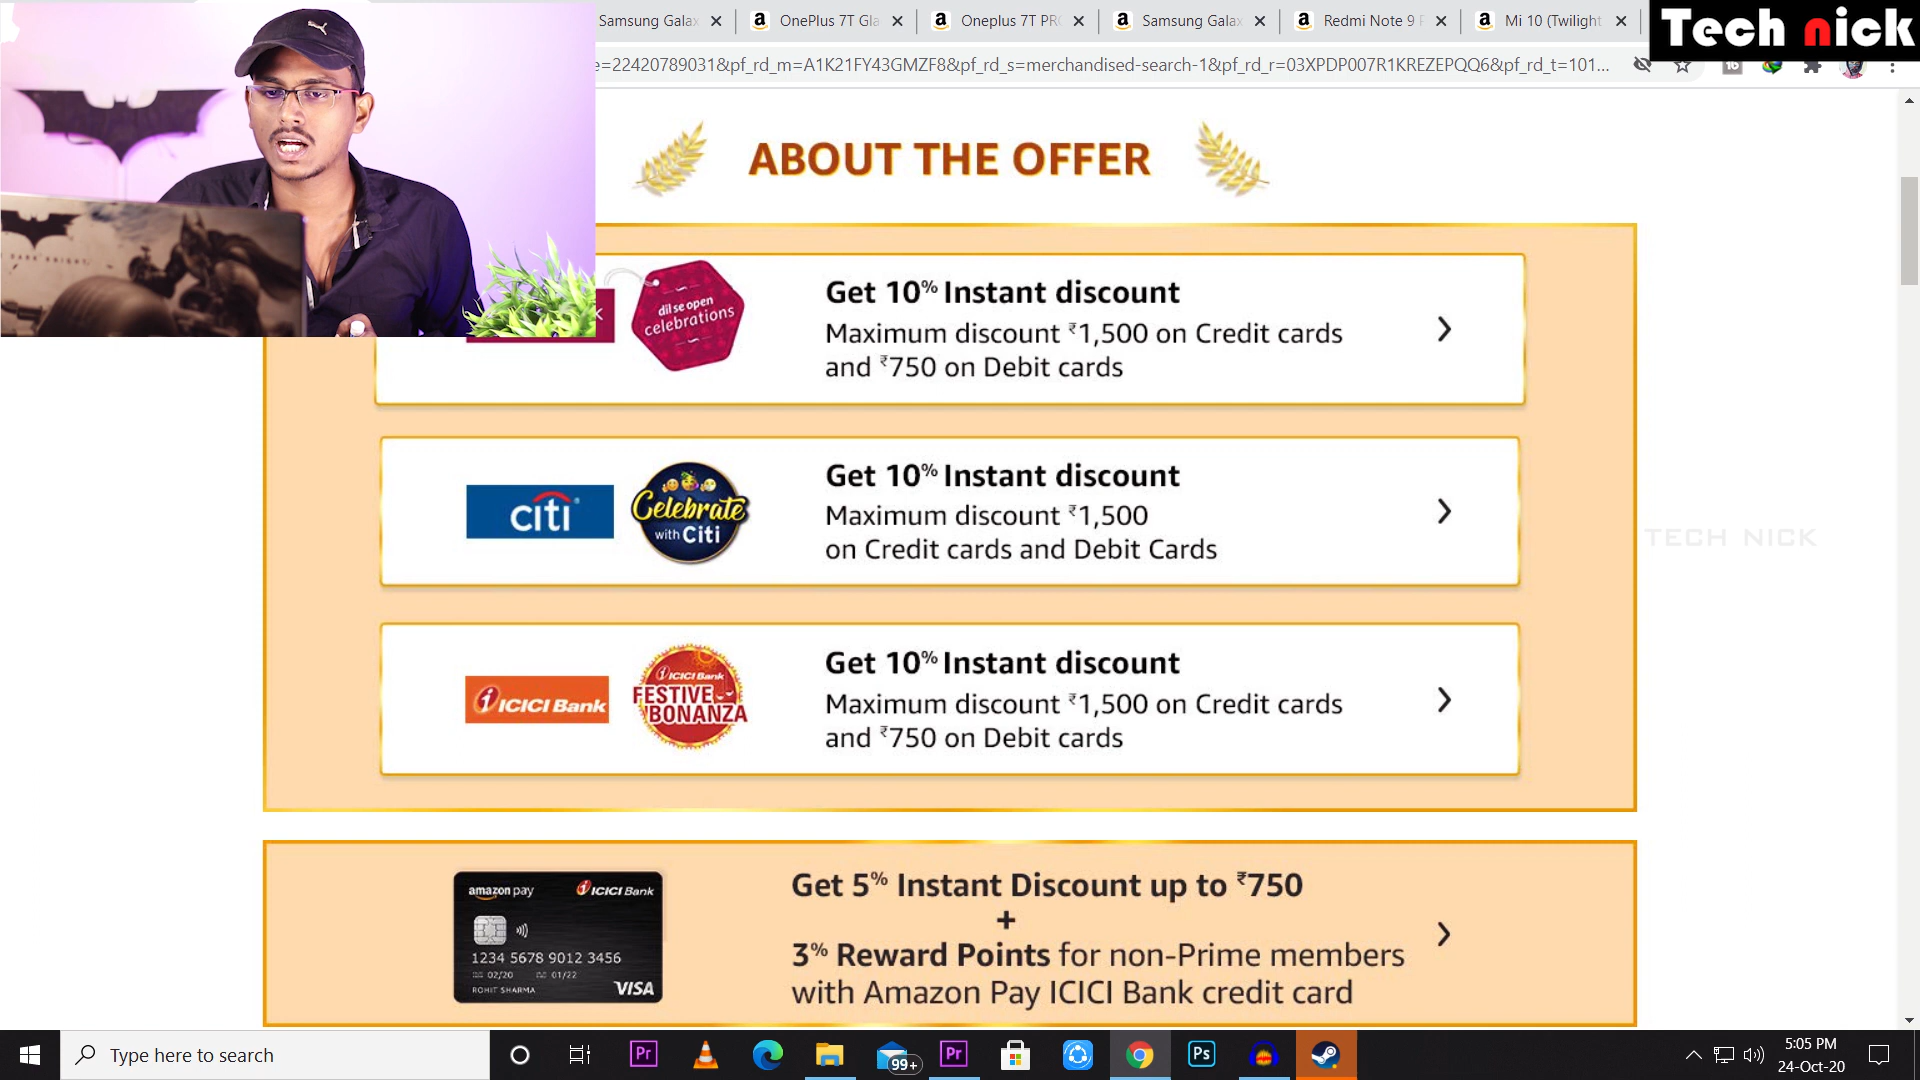 Samsung Galax
OnePlus 7T Gla
Oneplus 7T PR
Samsung Galax
Redmi Note 9 P
Mi 10 (Twilight
Tech nick
e=22420789031&pf_rd_m=A1K21FY43GMZF8&pf_rd_s=merchandised-search-1&pf_rd_r=03XPDP007R1KREZEPQQ6&pf_rd_t=101...
ABOUT THE OFFER
DARK KNIGHT
dil se open
celebrations
Get 10% Instant discount
Maximum discount ₹1,500 on Credit cards
and ₹750 on Debit cards
citi
Celebrate
with Citi
Get 10% Instant discount
Maximum discount ₹1,500
on Credit cards and Debit Cards
TECH NICK
ICICI Bank
ICICI Bank
FESTIVE
BONANZA
Get 10% Instant discount
Maximum discount ₹1,500 on Credit cards
and ₹750 on Debit cards
amazon pay
ICICI Bank
1234 5678 9012 3456
02/20 01/22
ROHIT SHARMA
VISA
Get 5% Instant Discount up to ₹750
+
3% Reward Points for non-Prime members
with Amazon Pay ICICI Bank credit card
Type here to search
Pr
99+
Pr
Ps
5:05 PM
24-Oct-20